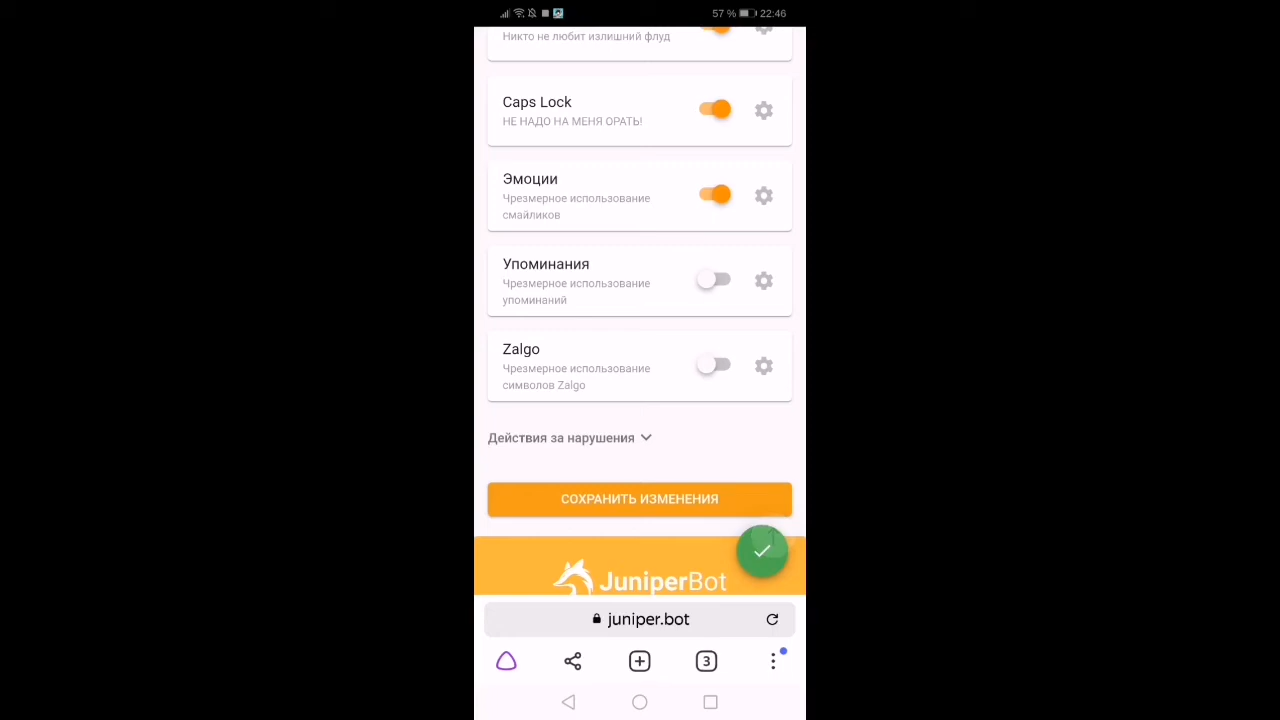 57 % 22:46
Никто не любит излишний флуд
Caps Lock
НЕ НАДО НА МЕНЯ ОРАТЬ!
Эмоции
Чрезмерное использование
смайликов
Упоминания
Чрезмерное использование
упоминаний
Zalgo
Чрезмерное использование
символов Zalgo
Действия за нарушения
СОХРАНИТЬ ИЗМЕНЕНИЯ
JuniperBot
juniper.bot
3